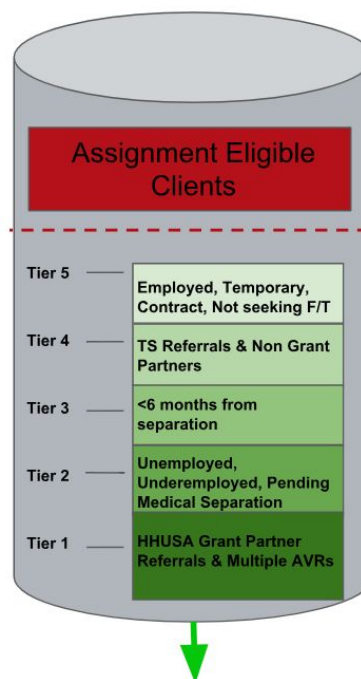 Assignment Eligible
Clients
Tier 5
Employed, Temporary,
Contract, Not seeking F/T
Tier 4
TS Referrals & Non Grant
Partners
Tier 3
<6 months from
separation
Tier 2
Unemployed,
Underemployed, Pending
Medical Separation
Tier 1
HHUSA Grant Partner
Referrals & Multiple AVRs